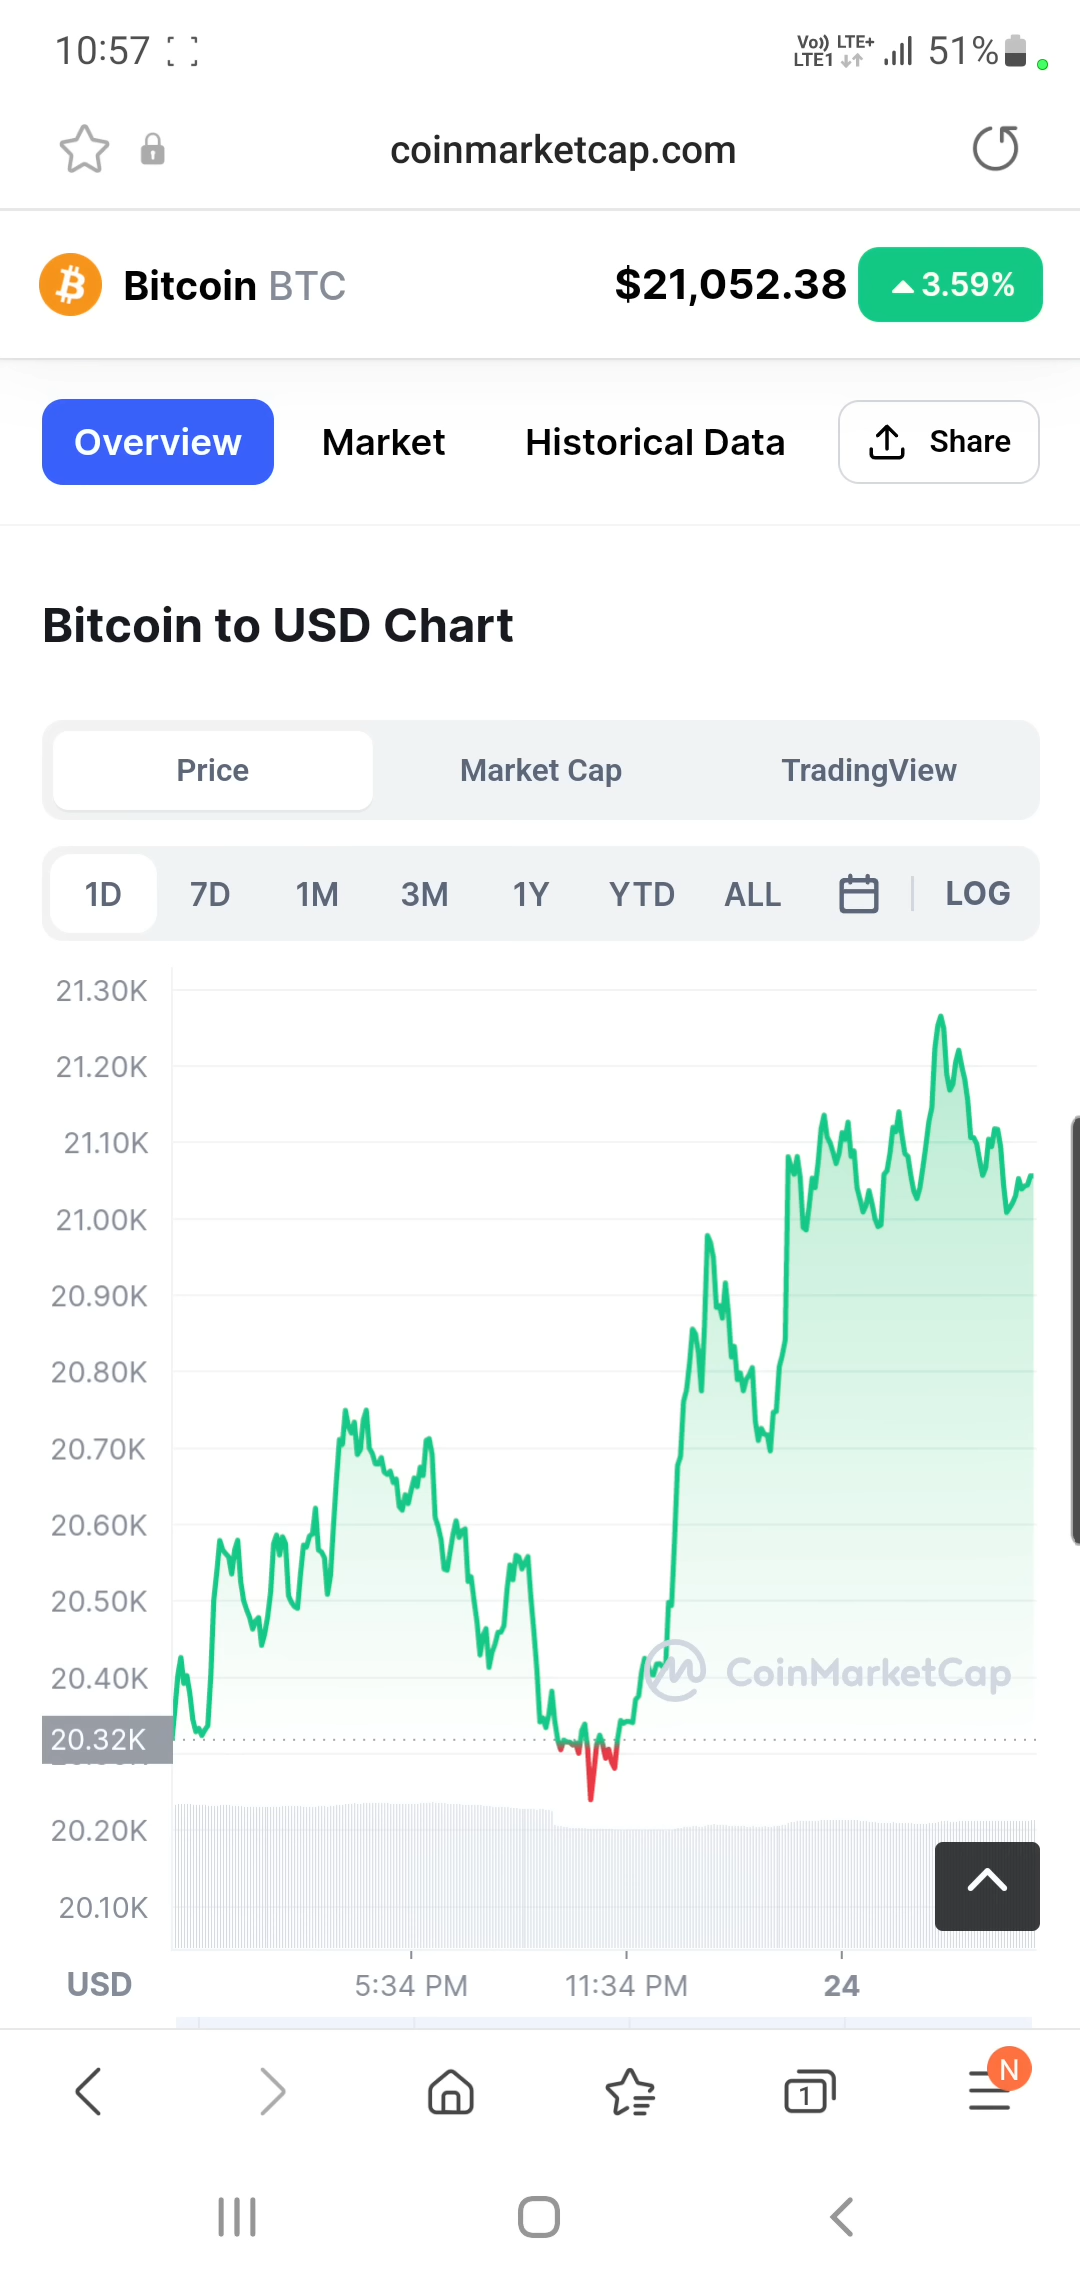 10:57 Vo)) LTE+ 51%
LTE1
coinmarketcap.com
Bitcoin BTC $21,052.38 3.59%
Overview Market Historical Data Share
Bitcoin to USD Chart
Price Market Cap TradingView
1D 7D 1M 3M 1Y YTD ALL LOG
21.30K
21.20K
21.10K
21.00K
20.90K
20.80K
20.70K
20.60K
20.50K
20.40K
CoinMarketCap
20.32K
20.20K
20.10K
USD 5:34 PM 11:34 PM 24
1 N